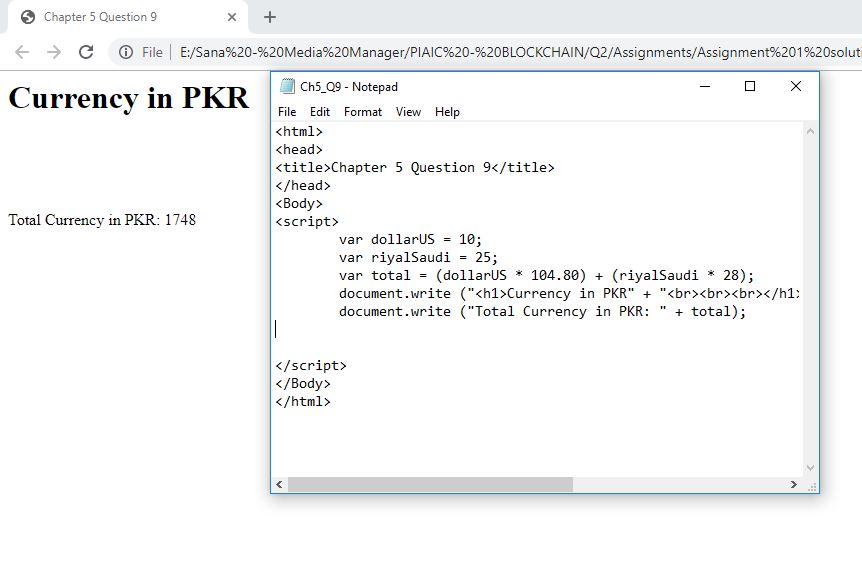 Chapter 5 Question 9
File | E:/Sana%20-%20Media%20Manager/PIAIC%20-%20BLOCKCHAIN/Q2/Assignments/Assignment%201%20soluti
Currency in PKR
Total Currency in PKR: 1748
Ch5_Q9 - Notepad
File Edit Format View Help
<html>
<head>
<title>Chapter 5 Question 9</title>
</head>
<Body>
<script>
var dollarUS = 10;
var riyalSaudi = 25;
var total = (dollarUS * 104.80) + (riyalSaudi * 28);
document.write ("<h1>Currency in PKR" + "<br><br><br></h1>
document.write ("Total Currency in PKR: " + total);
</script>
</Body>
</html>